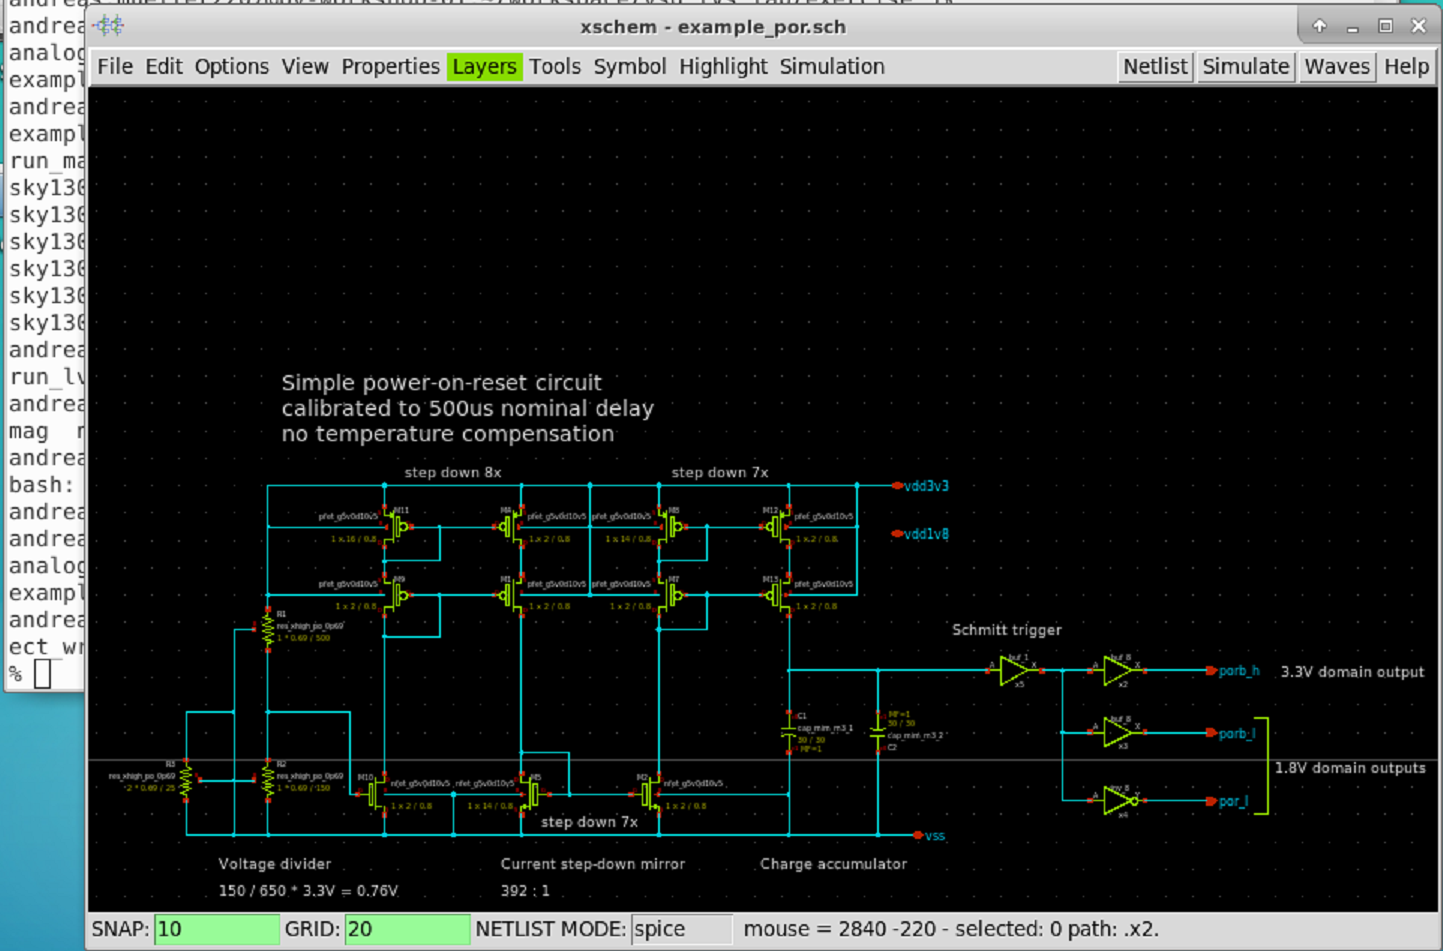 andrea
analog
exampl
andrea
exampl
run_ma
sky130
sky130
sky130
sky130
sky130
sky130
andrea
run_lv
andrea
mag
andrea
bash:
andrea
andrea
analog
exampl
andrea
ect_wr
%
xschem - example_por.sch
File Edit Options View Properties Layers Tools Symbol Highlight Simulation Netlist Simulate Waves Help
Simple power-on-reset circuit
calibrated to 500us nominal delay
no temperature compensation
step down 8x
step down 7x
vdd3v3
vdd1v8
M11
pfet_g5v0d10v5
1 x 16 / 0.8
pfet_g5v0d10v5
1 x 2 / 0.8
pfet_g5v0d10v5
1 x 14 / 0.8
M12
pfet_g5v0d10v5
1 x 2 / 0.8
M9
pfet_g5v0d10v5
1 x 2 / 0.8
M1
pfet_g5v0d10v5
1 x 2 / 0.8
M7
pfet_g5v0d10v5
1 x 2 / 0.8
M13
pfet_g5v0d10v5
1 x 2 / 0.8
R1
res_xhigh_po_0p69
1 * 0.69 / 500
Schmitt trigger
A buf_1 X
x5
A buf_8 X
x2
porb_h
3.3V domain output
A buf_8 X
x3
porb_l
1.8V domain outputs
A X
x4
por_l
C1
cap_mim_m3_1
30 / 30
MF=1
MF=1
30 / 30
cap_mim_m3_2
C2
R3
res_xhigh_po_0p69
2 * 0.69 / 25
R2
res_xhigh_po_0p69
1 * 0.69 / 150
M10
nfet_g5v0d10v5
1 x 2 / 0.8
nfet_g5v0d10v5
M5
1 x 14 / 0.8
M2
nfet_g5v0d10v5
1 x 2 / 0.8
step down 7x
vss
Voltage divider
150 / 650 * 3.3V = 0.76V
Current step-down mirror
392 : 1
Charge accumulator
SNAP: 10 GRID: 20 NETLIST MODE: spice mouse = 2840 -220 - selected: 0 path: .x2.